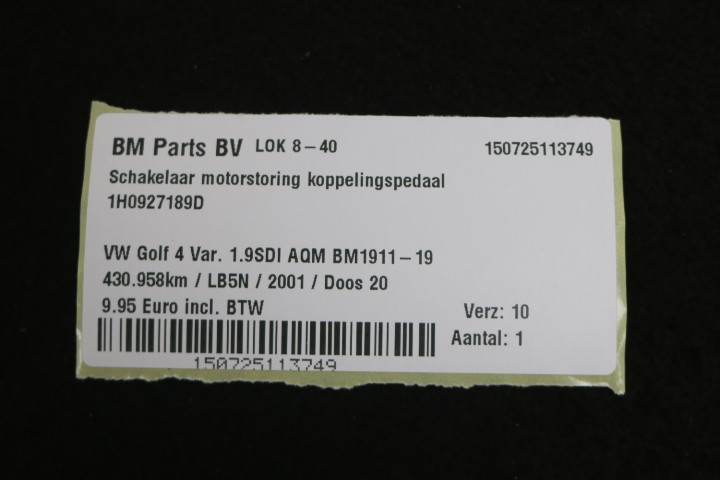 BM Parts BV LOK 8-40 150725113749
Schakelaar motorstoring koppelingspedaal
1H0927189D
VW Golf 4 Var. 1.9SDI AQM BM1911-19
430.958km / LB5N / 2001 / Doos 20
9.95 Euro incl. BTW Verz: 10
Aantal: 1
150725113749